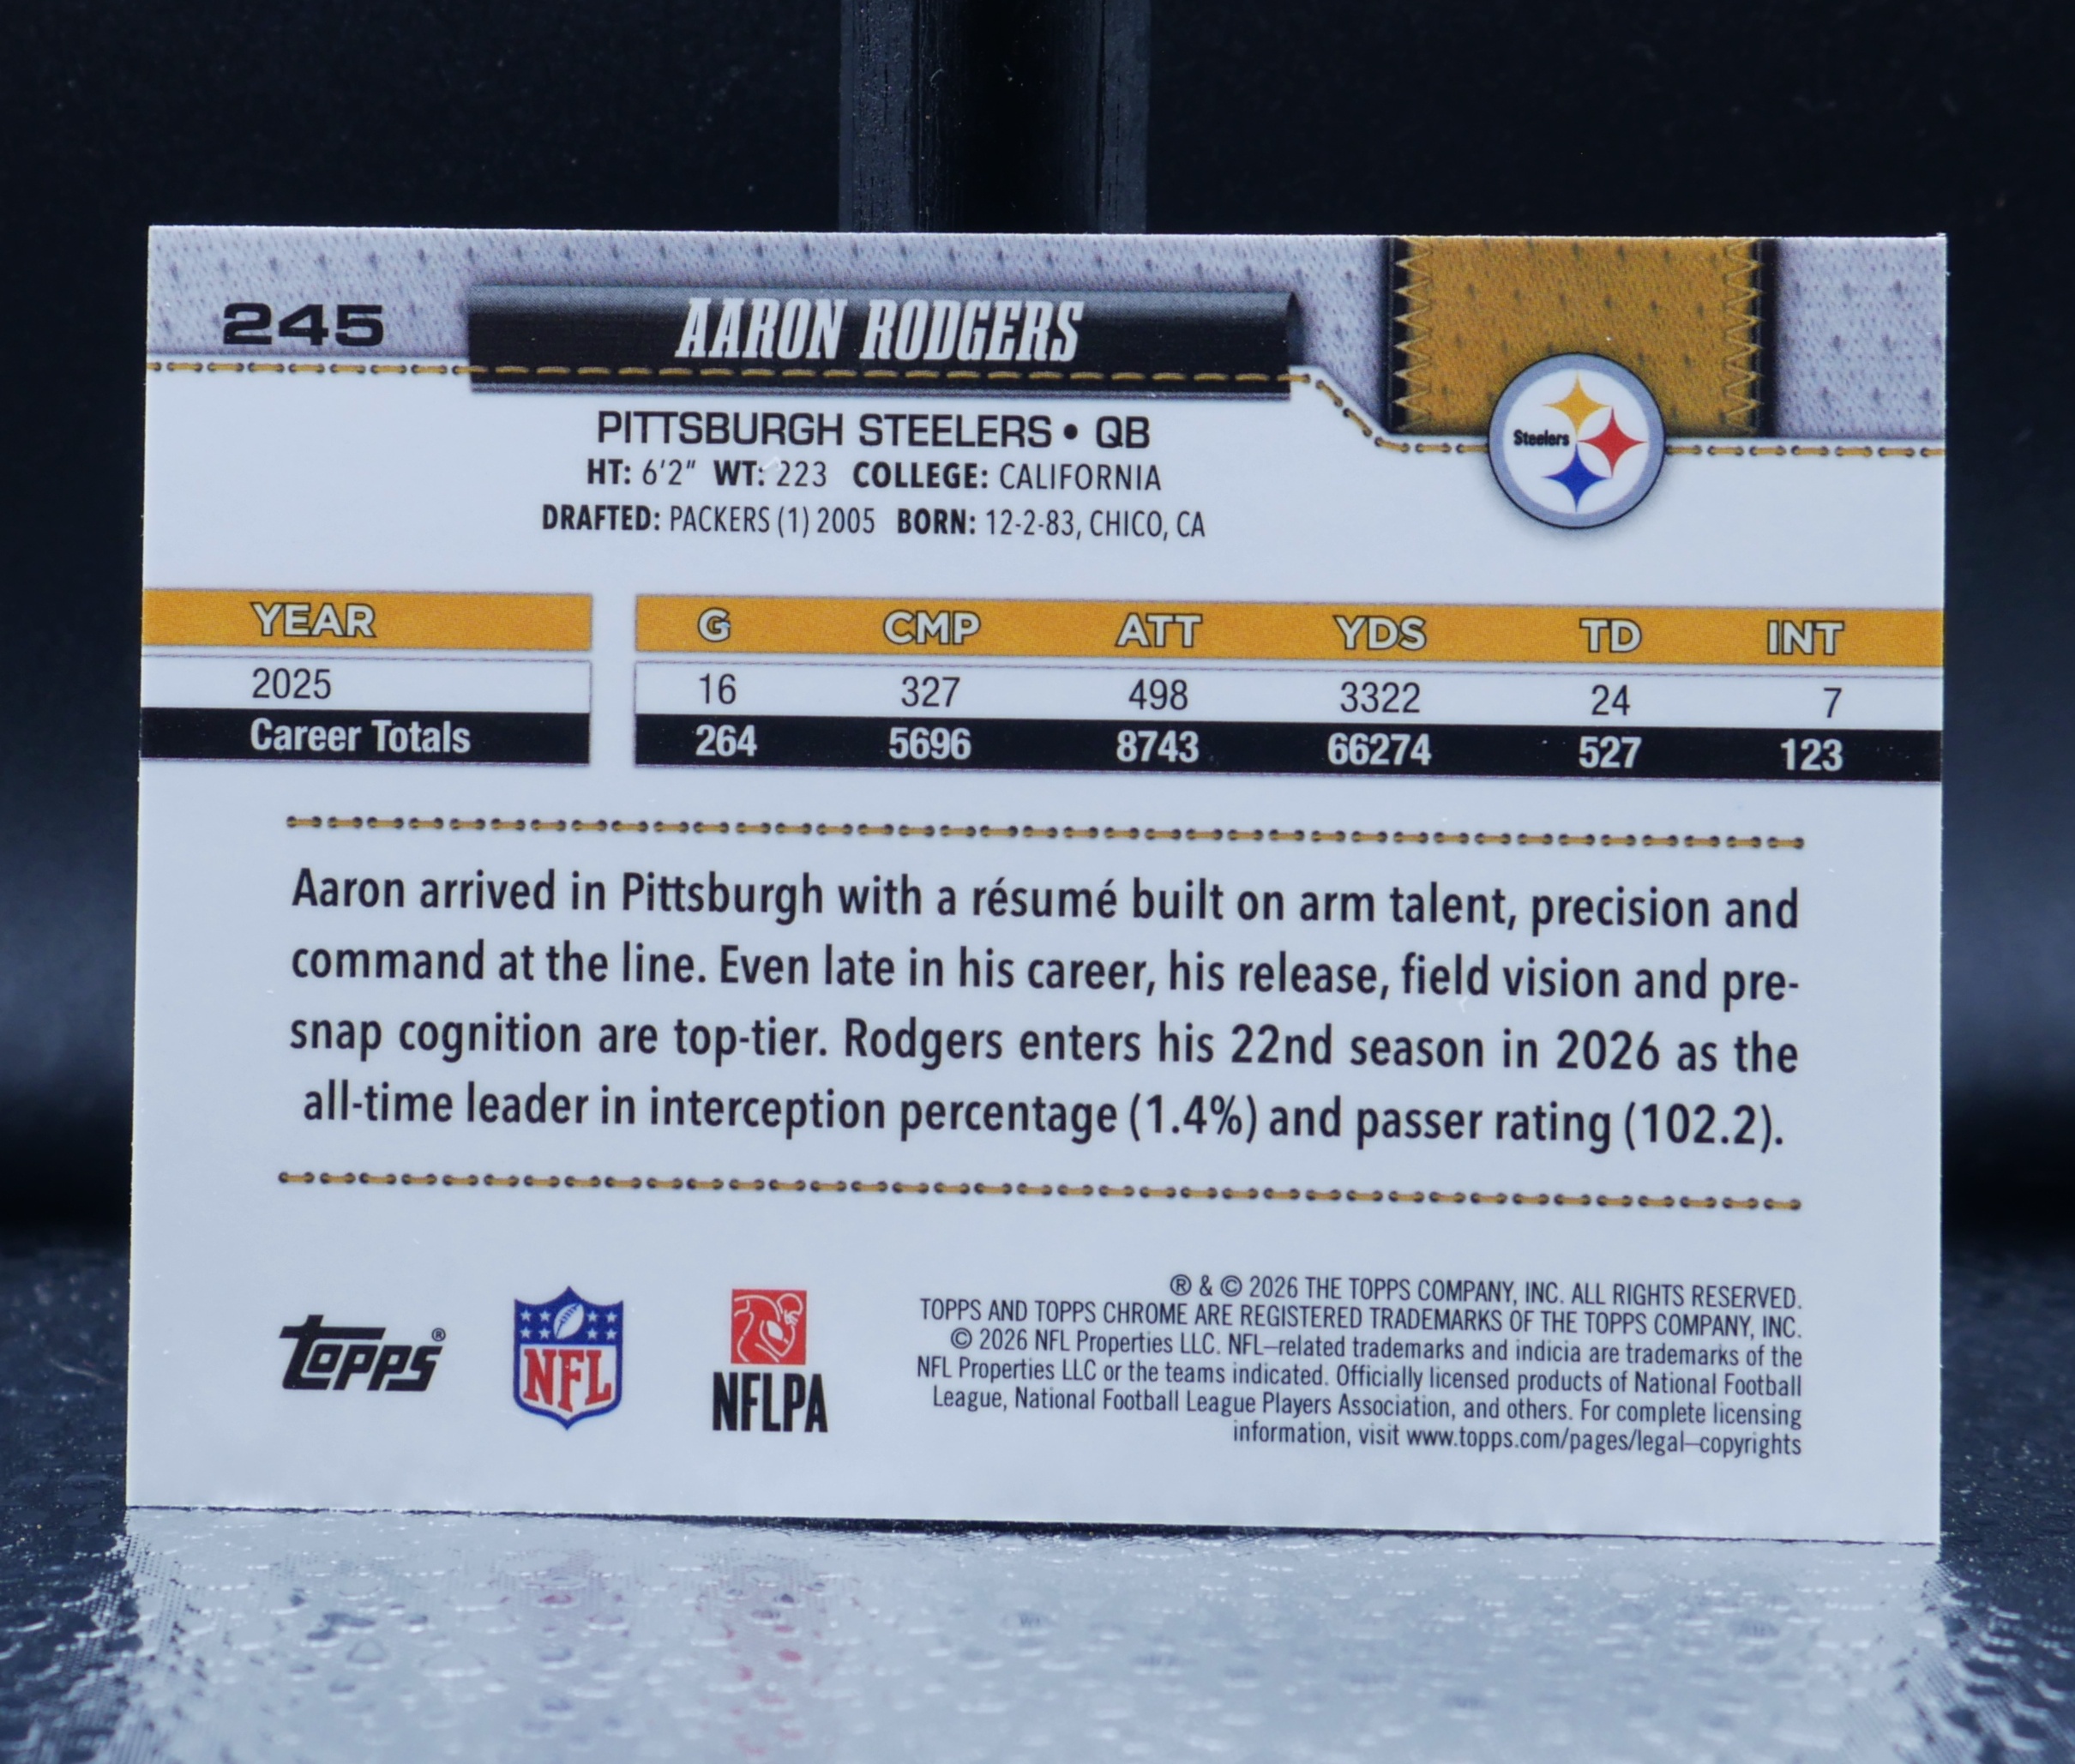 245
AARON RODGERS
PITTSBURGH STEELERS • QB
HT: 6'2" WT: 223 COLLEGE: CALIFORNIA
DRAFTED: PACKERS (1) 2005 BORN: 12-2-83, CHICO, CA
Steelers
YEAR G CMP ATT YDS TD INT
2025 16 327 498 3322 24 7
Career Totals 264 5696 8743 66274 527 123
Aaron arrived in Pittsburgh with a résumé built on arm talent, precision and
command at the line. Even late in his career, his release, field vision and pre-
snap cognition are top-tier. Rodgers enters his 22nd season in 2026 as the
all-time leader in interception percentage (1.4%) and passer rating (102.2).
Topps®
NFL
NFLPA
® & © 2026 THE TOPPS COMPANY, INC. ALL RIGHTS RESERVED.
TOPPS AND TOPPS CHROME ARE REGISTERED TRADEMARKS OF THE TOPPS COMPANY, INC.
© 2026 NFL Properties LLC. NFL–related trademarks and indicia are trademarks of the
NFL Properties LLC or the teams indicated. Officially licensed products of National Football
League, National Football League Players Association, and others. For complete licensing
information, visit www.topps.com/pages/legal–copyrights